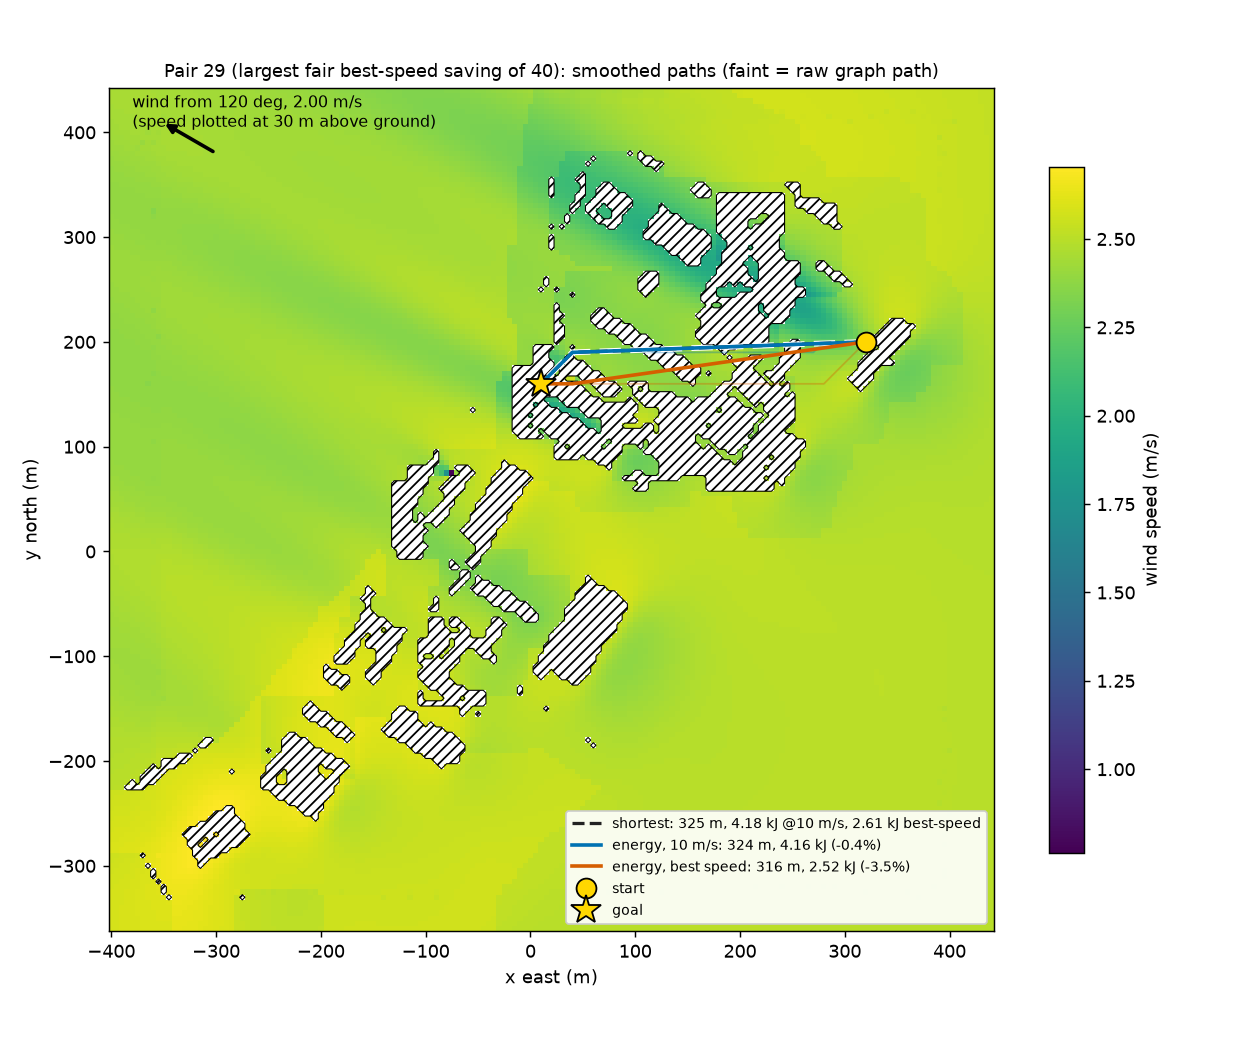 Pair 29 (largest fair best-speed saving of 40): smoothed paths (faint = raw graph path)
wind from 120 deg, 2.00 m/s
(speed plotted at 30 m above ground)
400
300
200
100
0
−100
−200
−300
y north (m)
−400 −300 −200 −100 0 100 200 300 400
x east (m)
shortest: 325 m, 4.18 kJ @10 m/s, 2.61 kJ best-speed
energy, 10 m/s: 324 m, 4.16 kJ (-0.4%)
energy, best speed: 316 m, 2.52 kJ (-3.5%)
start
goal
2.50
2.25
2.00
1.75
1.50
1.25
1.00
wind speed (m/s)